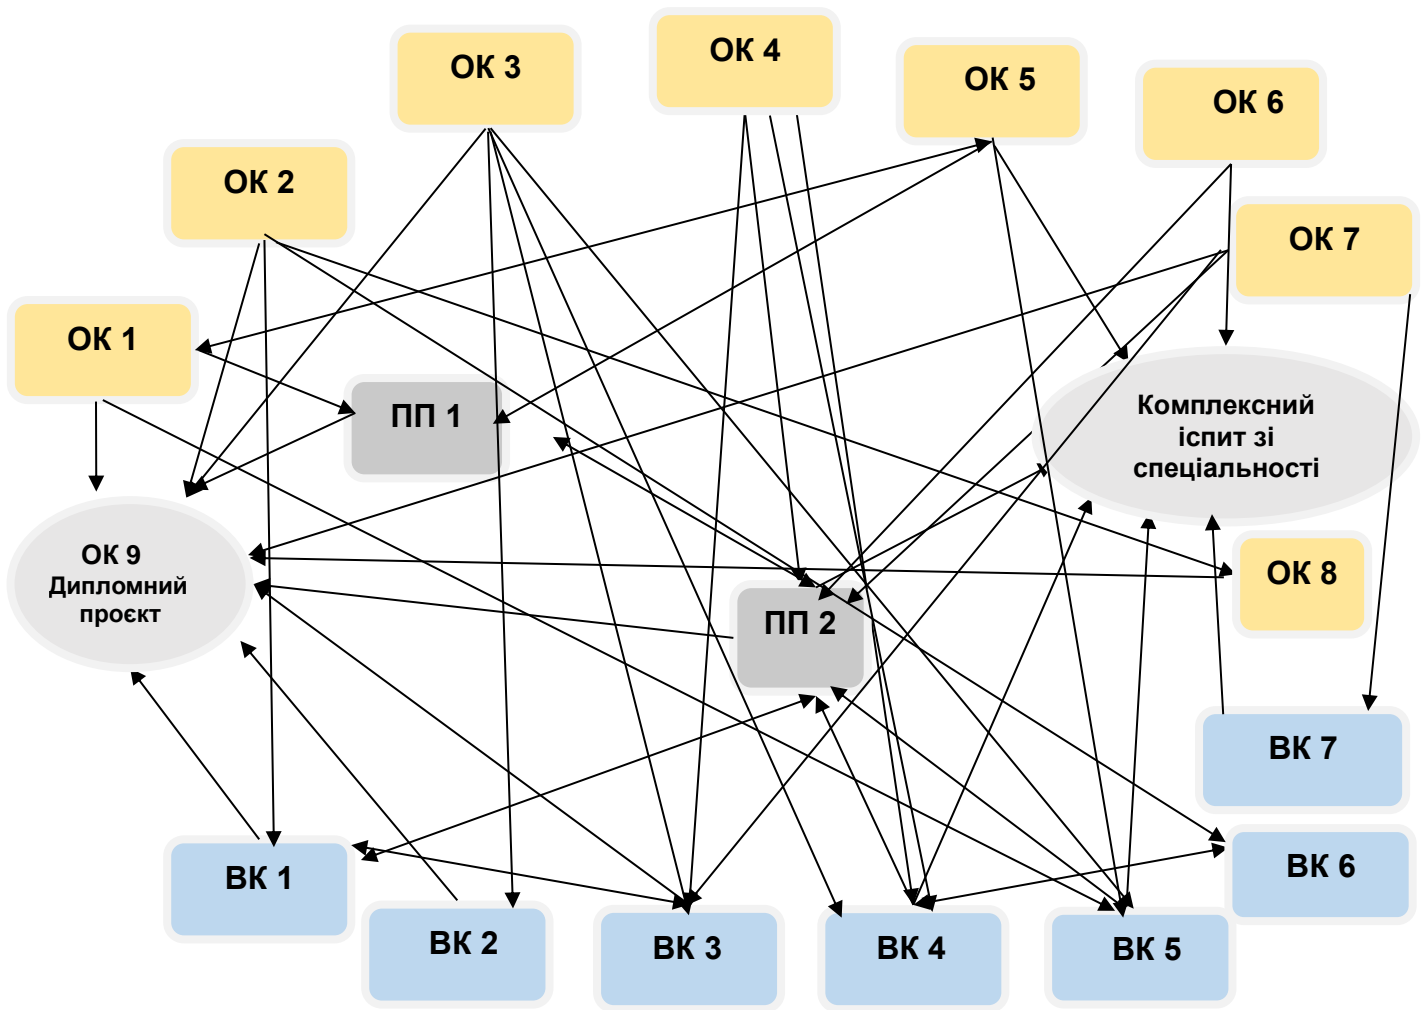 ОК 4
ОК 3
ОК 5
ОК 6
ОК 2
ОК 7
ОК 1
ПП 1
Комплексний
іспит зі
спеціальності
ОК 9
Дипломний
проєкт
ОК 8
ПП 2
ВК 7
ВК 6
ВК 1
ВК 2
ВК 3
ВК 4
ВК 5